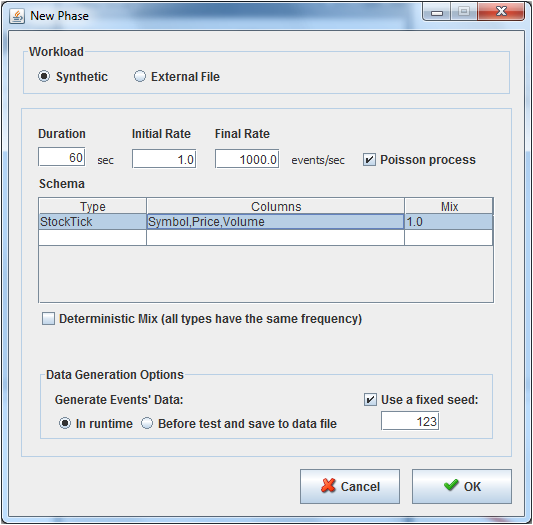 New Phase
Workload
Synthetic External File
Duration Initial Rate Final Rate
60 sec 1.0 1000.0 events/sec Poisson process
Schema
Type Columns Mix
StockTick Symbol,Price,Volume 1.0
Deterministic Mix (all types have the same frequency)
Data Generation Options
Generate Events' Data: Use a fixed seed:
In runtime Before test and save to data file 123
Cancel OK